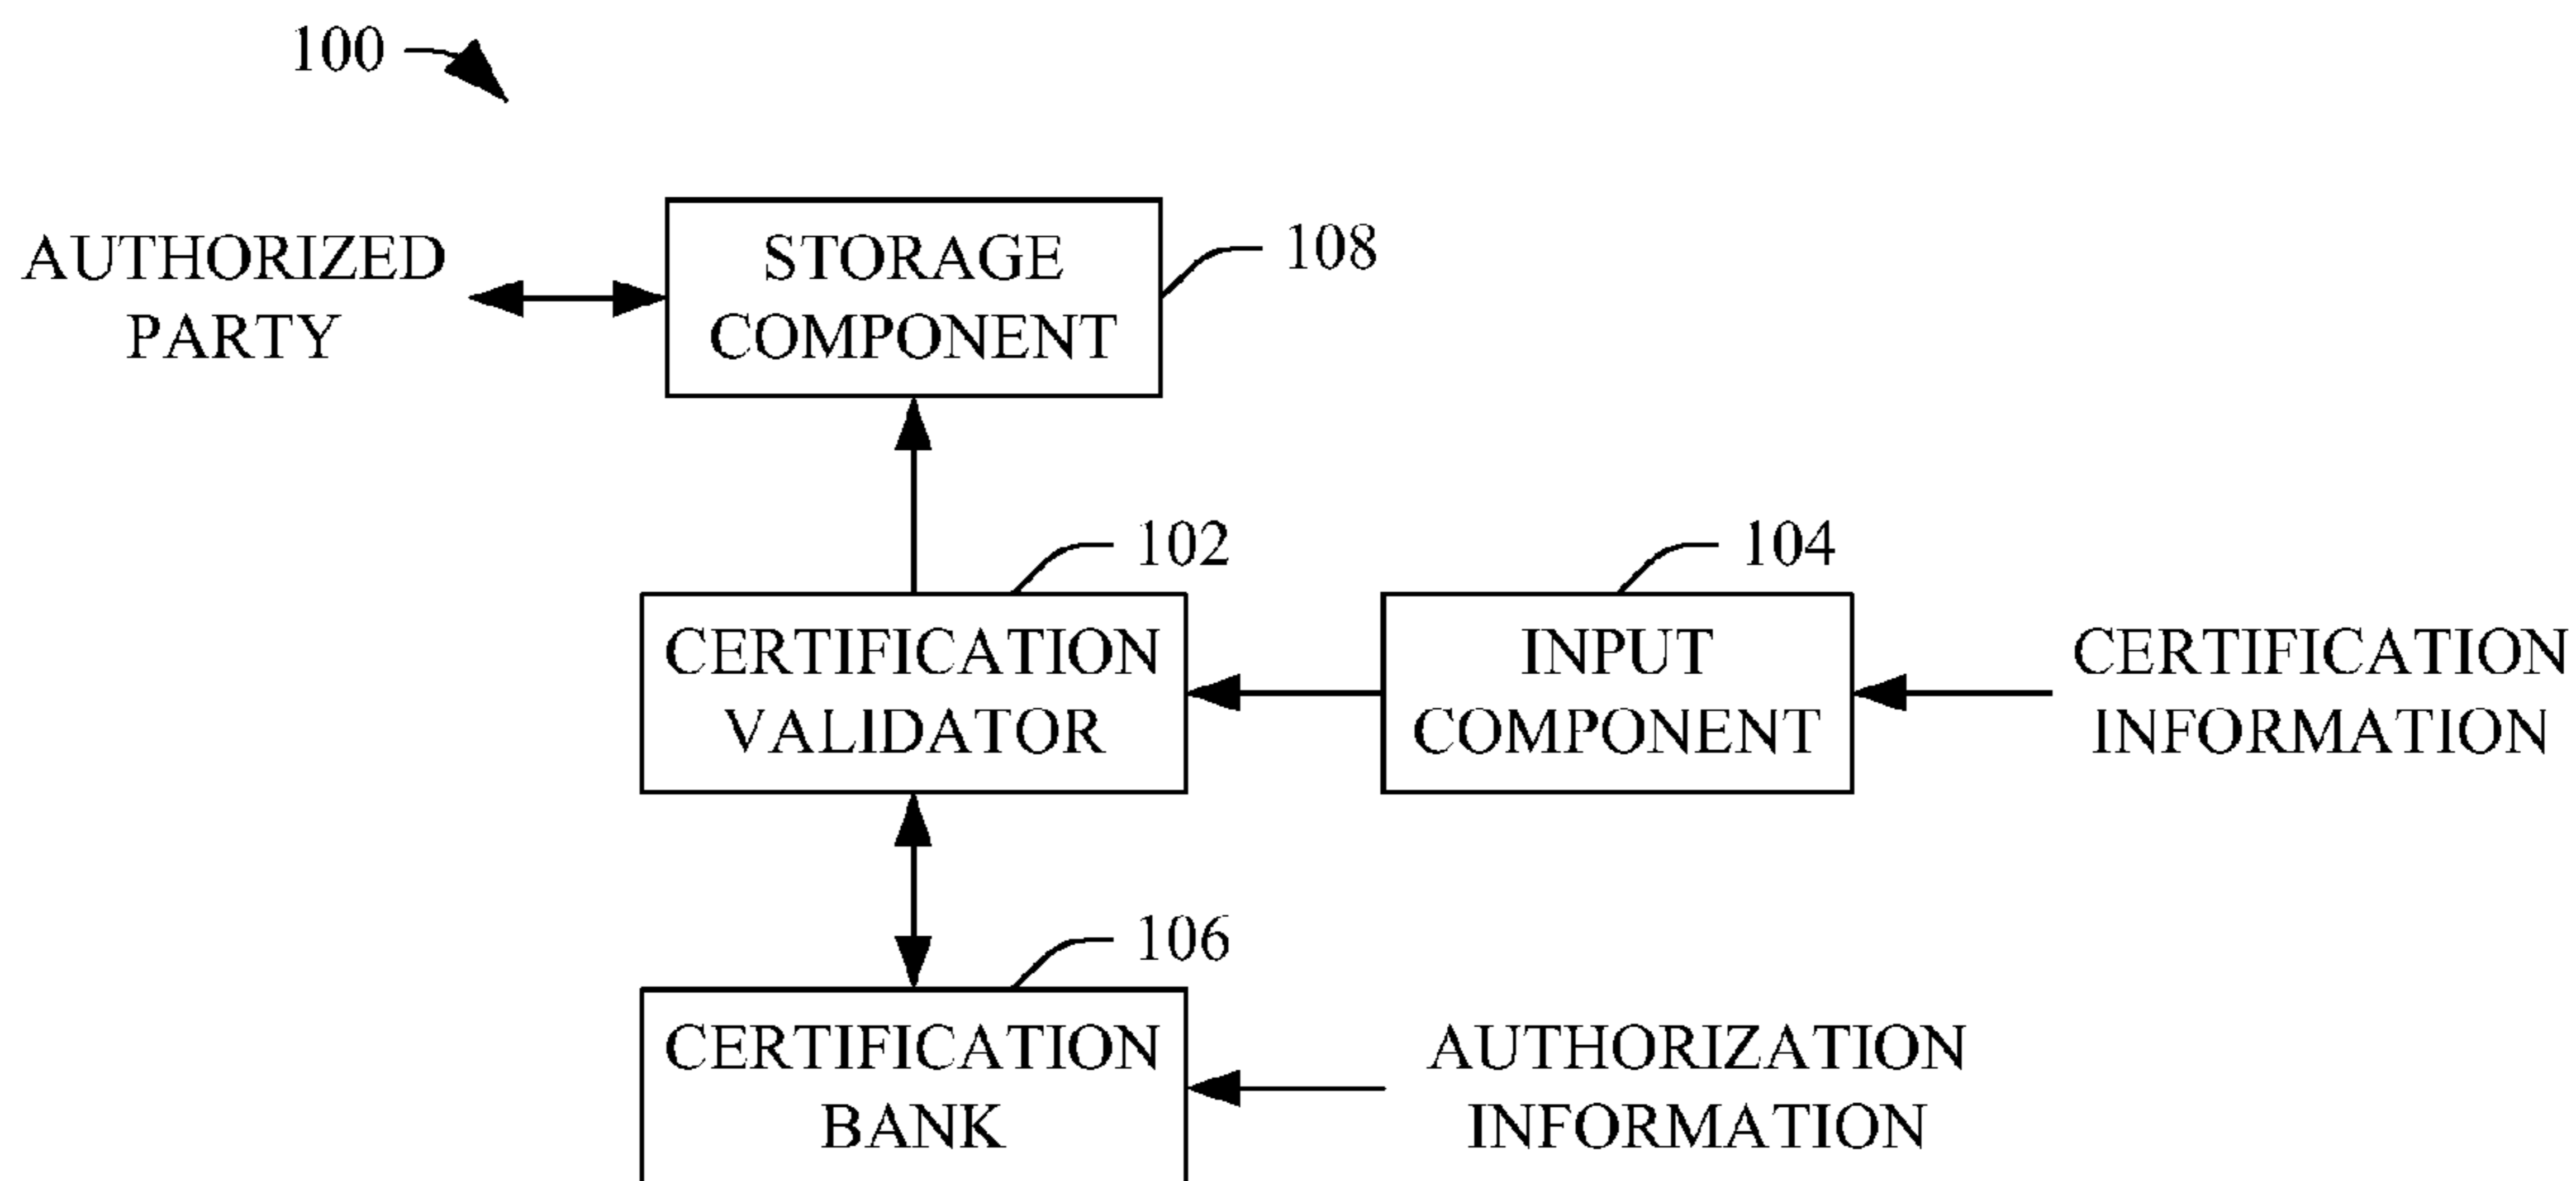 100
AUTHORIZED
PARTY
STORAGE
COMPONENT
108
102
104
CERTIFICATION
VALIDATOR
INPUT
COMPONENT
CERTIFICATION
INFORMATION
106
CERTIFICATION
BANK
AUTHORIZATION
INFORMATION